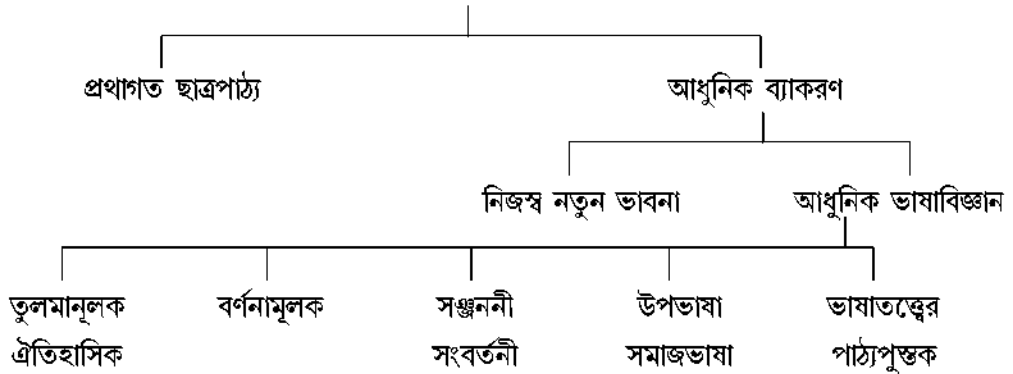 প্রথাগত ছাত্রপাঠ্য আধুনিক ব্যাকরণ
নিজস্ব নতুন ভাবনা আধুনিক ভাষাবিজ্ঞান
তুলমানূলক বর্ণনামূলক সঞ্জননী উপভাষা ভাষাতত্ত্বের
ঐতিহাসিক সংবর্তনী সমাজভাষা পাঠ্যপুস্তক